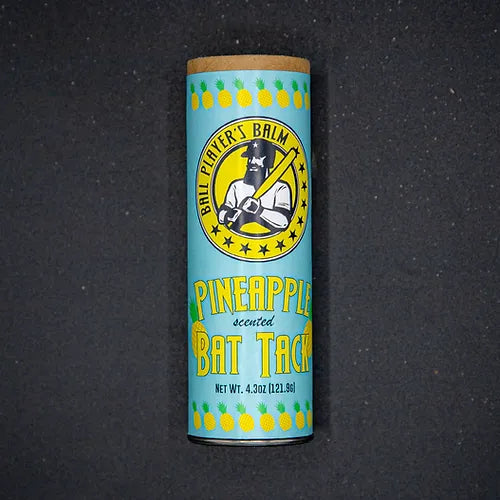 BALL PLAYER'S BALM
PINEAPPLE
scented
BAT TACK
NET WT. 4.3OZ (121.9G)